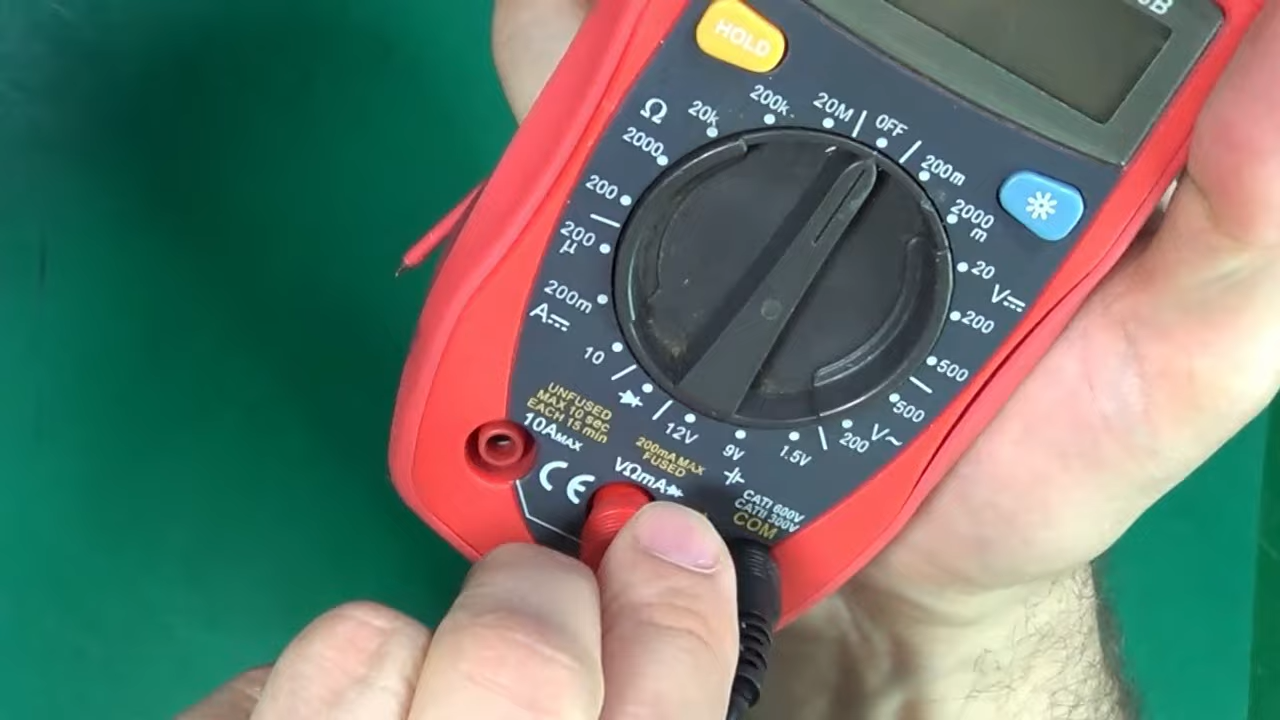 B
HOLD
Ω
20k
200k
20M
OFF
200m
2000
m
20
V⎓
200
500
500
V~
200
1.5V
9V
12V
10
A⎓
200m
200
μ
200
2000
UNFUSED
MAX 10 sec
EACH 15 min
10AMAX
CE
200mA MAX
FUSED
VΩmA
CATI 600V
CATII 300V
COM